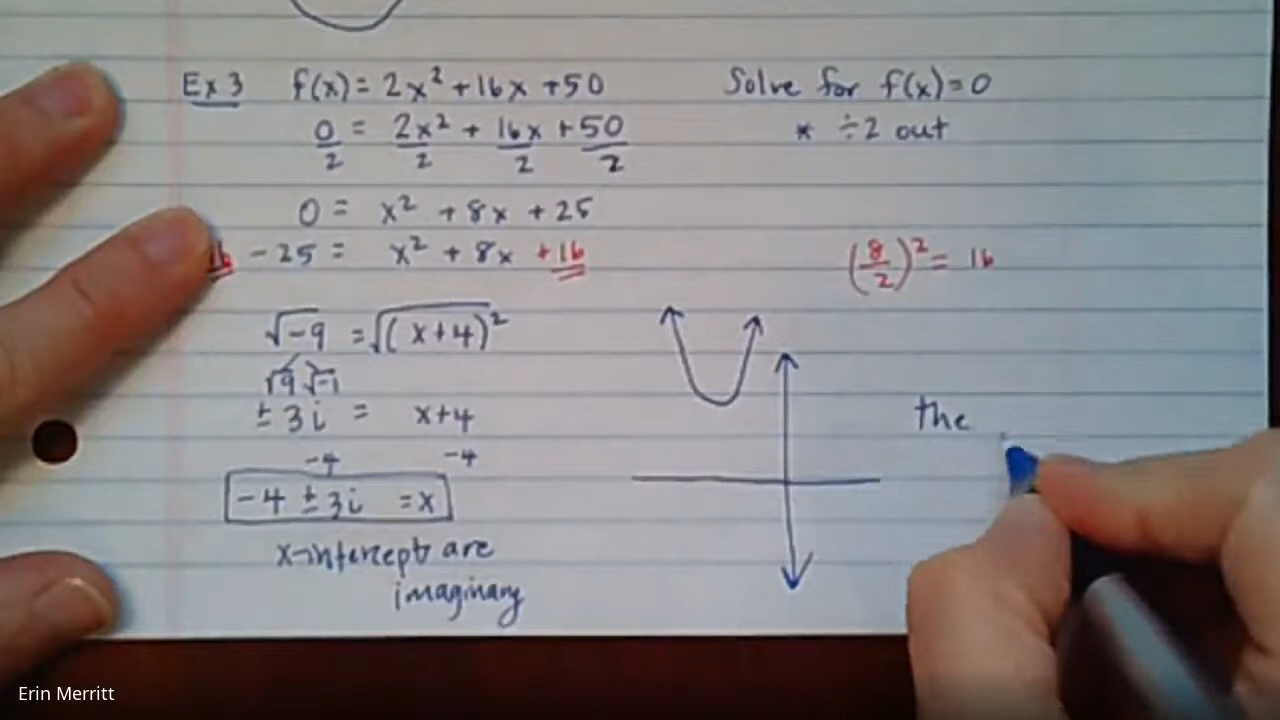 Ex 3 f(x) = 2x² + 16x + 50 Solve for f(x) = 0
0/2 = 2x²/2 + 16x/2 + 50/2 * ÷2 out
0 = x² + 8x + 25
16 - 25 = x² + 8x + 16 (8/2)² = 16
√-9 = √(x+4)²
√9 √-1
± 3i = x+4 the
-4 -4
-4 ± 3i = x
x-intercepts are
imaginary
Erin Merritt